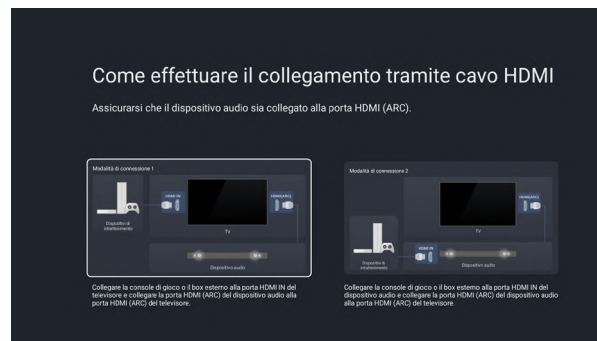 Come effettuare il collegamento tramite cavo HDMI
Assicurarsi che il dispositivo audio sia collegato alla porta HDMI (ARC).
Modalità di connessione 1
HDMI IN
HDMI(ARC)
Dispositivo di
intrattenimento
TV
Dispositivo audio
Collegare la console di gioco o il box esterno alla porta HDMI IN del
televisore e collegare la porta HDMI (ARC) del dispositivo audio alla
porta HDMI (ARC) del televisore.
Modalità di connessione 2
HDMI(ARC)
TV
HDMI IN
Dispositivo di
intrattenimento
Dispositivo audio
Collegare la console di gioco o il box esterno alla porta HDMI IN del
dispositivo audio e collegare la porta HDMI (ARC) del dispositivo audio
alla porta HDMI (ARC) del televisore.